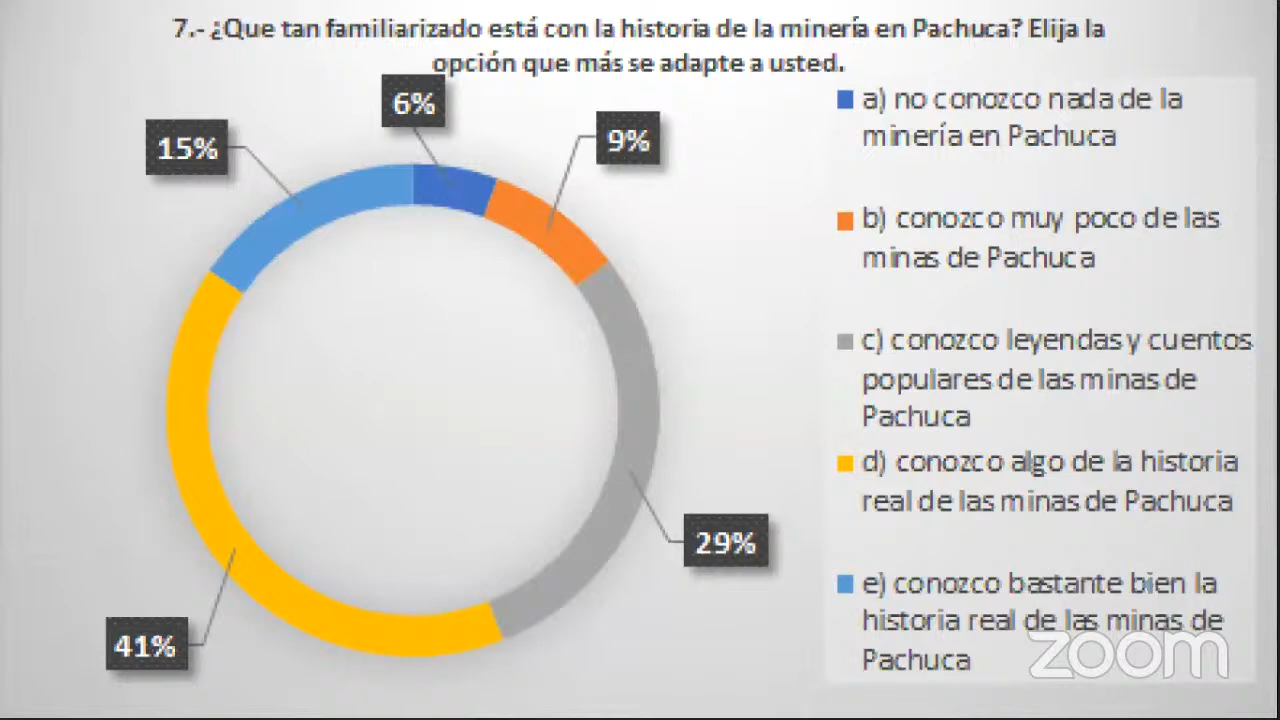 7.- ¿Que tan familiarizado está con la historia de la minería en Pachuca? Elija la
opción que más se adapte a usted.
6%
15%
9%
29%
41%
a) no conozco nada de la
minería en Pachuca
b) conozco muy poco de las
minas de Pachuca
c) conozco leyendas y cuentos
populares de las minas de
Pachuca
d) conozco algo de la historia
real de las minas de Pachuca
e) conozco bastante bien la
historia real de las minas de
Pachuca
zoom